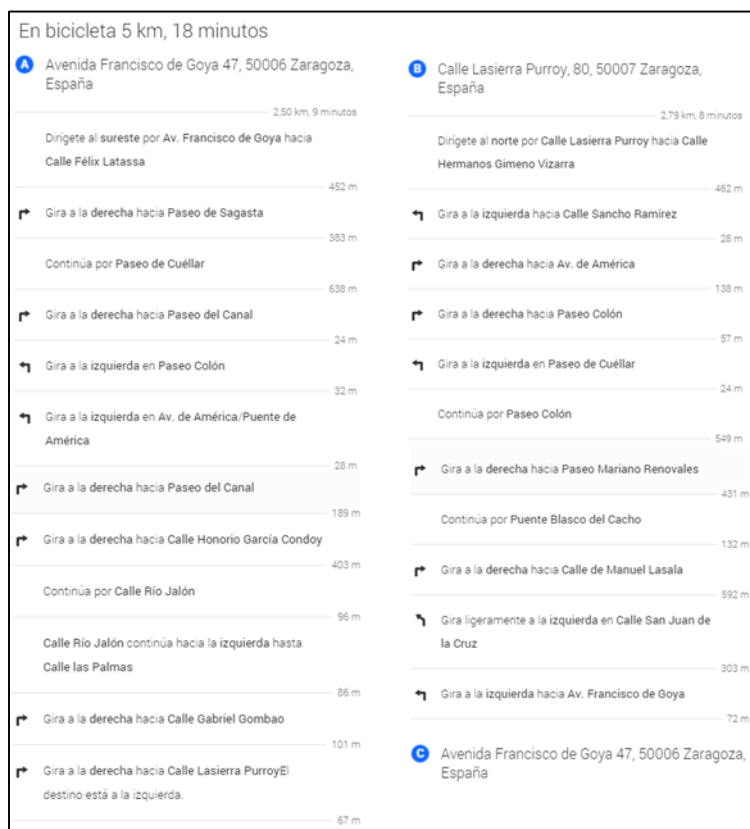 En bicicleta 5 km, 18 minutos
A
Avenida Francisco de Goya 47, 50006 Zaragoza,
España
2,50 km, 9 minutos
Dirígete al sureste por Av. Francisco de Goya hacia
Calle Félix Latassa
452 m
Gira a la derecha hacia Paseo de Sagasta
383 m
Continúa por Paseo de Cuéllar
638 m
Gira a la derecha hacia Paseo del Canal
24 m
Gira a la izquierda en Paseo Colón
32 m
Gira a la izquierda en Av. de América/Puente de
América
28 m
Gira a la derecha hacia Paseo del Canal
189 m
Gira a la derecha hacia Calle Honorio García Condoy
403 m
Continúa por Calle Río Jalón
96 m
Calle Río Jalón continúa hacia la izquierda hasta
Calle las Palmas
86 m
Gira a la derecha hacia Calle Gabriel Gombao
101 m
Gira a la derecha hacia Calle Lasierra PurroyEl
destino está a la izquierda.
67 m
B
Calle Lasierra Purroy, 80, 50007 Zaragoza,
España
2,79 km, 8 minutos
Dirígete al norte por Calle Lasierra Purroy hacia Calle
Hermanos Gimeno Vizarra
462 m
Gira a la izquierda hacia Calle Sancho Ramírez
28 m
Gira a la derecha hacia Av. de América
138 m
Gira a la derecha hacia Paseo Colón
57 m
Gira a la izquierda en Paseo de Cuéllar
24 m
Continúa por Paseo Colón
549 m
Gira a la derecha hacia Paseo Mariano Renovales
431 m
Continúa por Puente Blasco del Cacho
132 m
Gira a la derecha hacia Calle de Manuel Lasala
592 m
Gira ligeramente a la izquierda en Calle San Juan de
la Cruz
303 m
Gira a la izquierda hacia Av. Francisco de Goya
72 m
C
Avenida Francisco de Goya 47, 50006 Zaragoza,
España